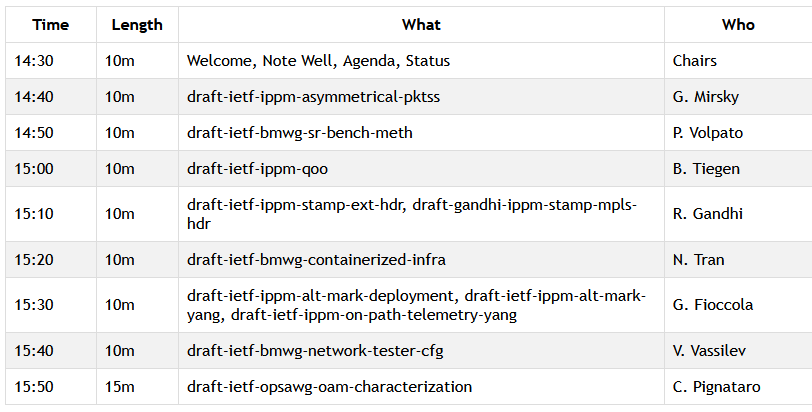 Time Length What Who
14:30 10m Welcome, Note Well, Agenda, Status Chairs
14:40 10m draft-ietf-ippm-asymmetrical-pktss G. Mirsky
14:50 10m draft-ietf-bmwg-sr-bench-meth P. Volpato
15:00 10m draft-ietf-ippm-qoo B. Tiegen
15:10 10m draft-ietf-ippm-stamp-ext-hdr, draft-gandhi-ippm-stamp-mpls-
hdr R. Gandhi
15:20 10m draft-ietf-bmwg-containerized-infra N. Tran
15:30 10m draft-ietf-ippm-alt-mark-deployment, draft-ietf-ippm-alt-mark-
yang, draft-ietf-ippm-on-path-telemetry-yang G. Fioccola
15:40 10m draft-ietf-bmwg-network-tester-cfg V. Vassilev
15:50 15m draft-ietf-opsawg-oam-characterization C. Pignataro